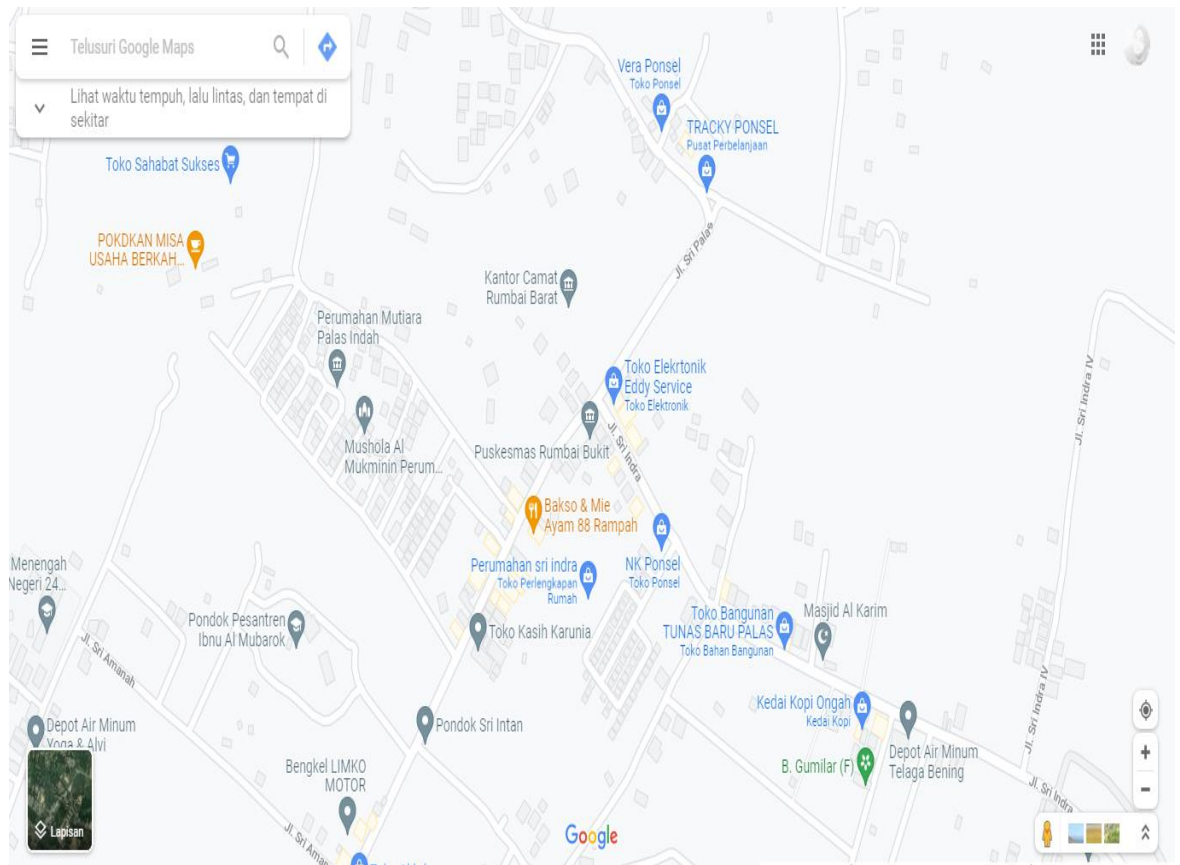 Telusuri Google Maps
Lihat waktu tempuh, lalu lintas, dan tempat di
sekitar
Vera Ponsel
Toko Ponsel
TRACKY PONSEL
Pusat Perbelanjaan
Toko Sahabat Sukses
POKDKAN MISA
USAHA BERKAH...
Jl. Sri Palas
Kantor Camat
Rumbai Barat
Perumahan Mutiara
Palas Indah
Toko Elekrtonik
Eddy Service
Toko Elektronik
Jl. Sri Indra IV
Mushola Al
Mukminin Perum...
Puskesmas Rumbai Bukit
Jl. Sri Indra
Bakso & Mie
Ayam 88 Rampah
Menengah
Negeri 24...
Perumahan sri indra
Toko Perlengkapan
Rumah
NK Ponsel
Toko Ponsel
Pondok Pesantren
Ibnu Al Mubarok
Toko Kasih Karunia
Toko Bangunan
TUNAS BARU PALAS
Toko Bahan Bangunan
Masjid Al Karim
Jl. Sri Amanah
Jl. Sri Indra IV
Kedai Kopi Ongah
Kedai Kopi
Depot Air Minum
Yoga & Alvi
Pondok Sri Intan
Depot Air Minum
Telaga Bening
B. Gumilar (F)
Bengkel LIMKO
MOTOR
Jl. Sri Indra
Lapisan
Jl. Sri Aman
Google